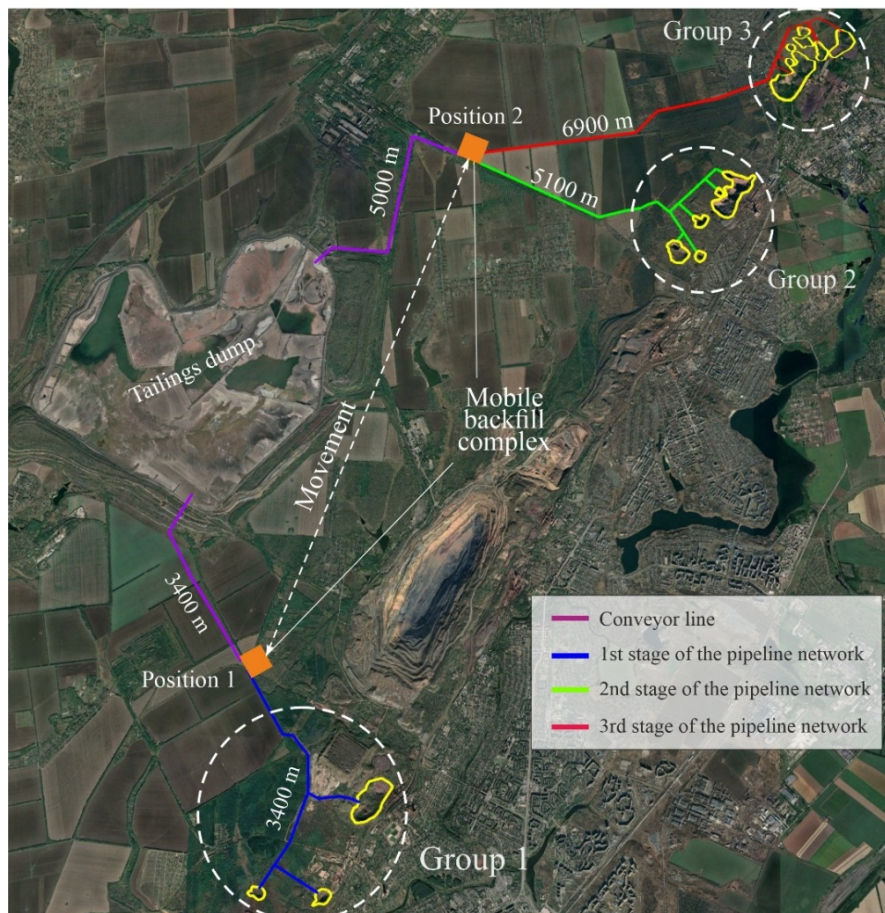 Group 3
Position 2
6900 m
5000 m
5100 m
Group 2
Tailings dump
Movement
Mobile
backfill
complex
3400 m
Position 1
Conveyor line
1st stage of the pipeline network
2nd stage of the pipeline network
3rd stage of the pipeline network
3400 m
Group 1